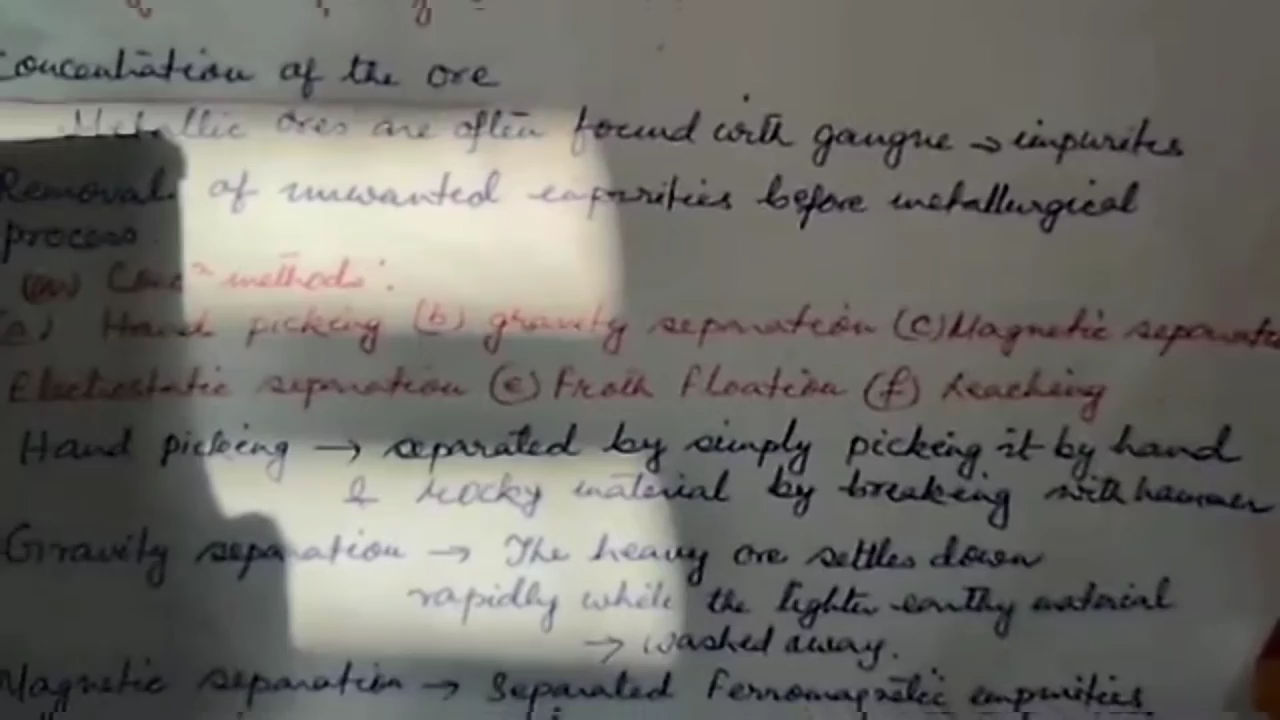 Concentration of the ore
Metallic ores are often found with gangue → impurites
Removal of unwanted impurities before metallurgical
process
Concn methods:
(a) Hand picking (b) gravity separation (c) Magnetic separation
Electrostatic separation (e) Froth Floation (f) Leaching
Hand picking → separated by simply picking it by hand
& rocky material by breaking with hammer
Gravity separation → The heavy ore settles down
rapidly while the lighter earthy material
→ washed away.
Magnetic separation → Separated Ferromagnetic impurities